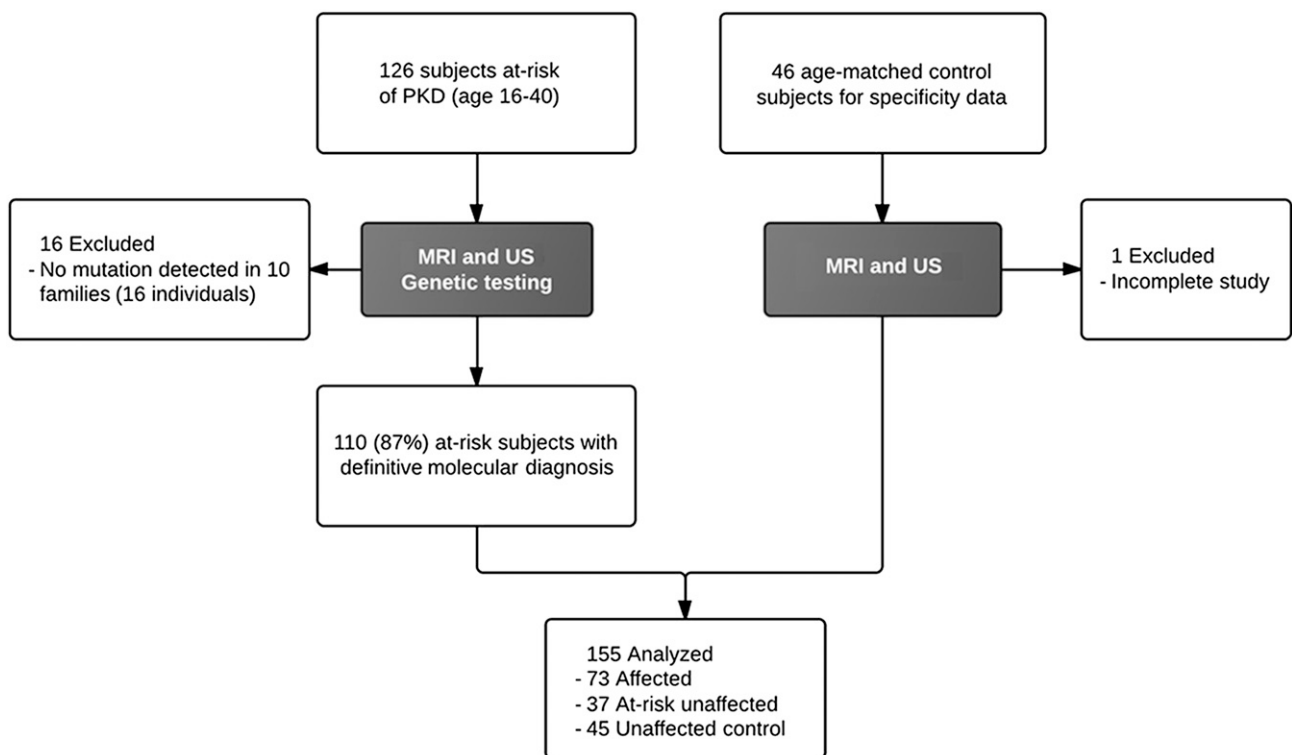 126 subjects at-risk
of PKD (age 16-40)
46 age-matched control
subjects for specificity data
16 Excluded
- No mutation detected in 10
families (16 individuals)
MRI and US
Genetic testing
MRI and US
1 Excluded
- Incomplete study
110 (87%) at-risk subjects with
definitive molecular diagnosis
155 Analyzed
- 73 Affected
- 37 At-risk unaffected
- 45 Unaffected control